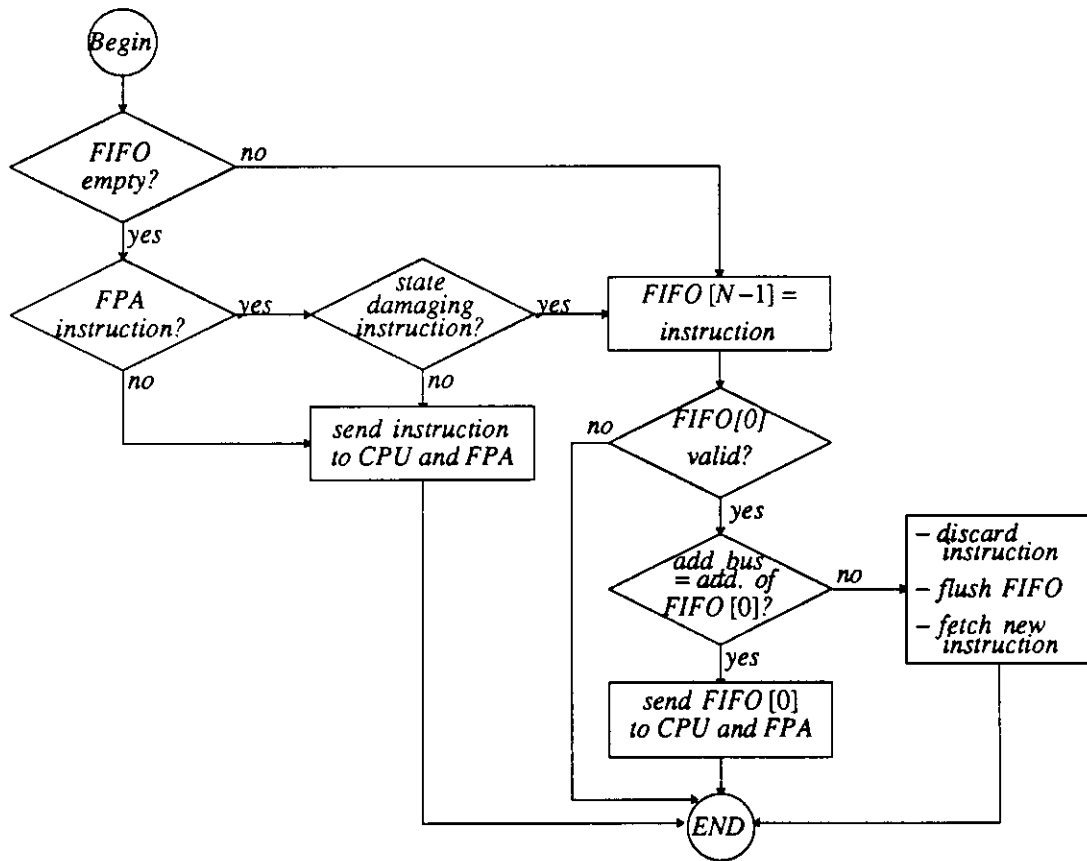 Begin
FIFO
empty?
no
yes
FPA
instruction?
yes
no
state
damaging
instruction?
yes
no
FIFO [N−1] =
instruction
send instruction
to CPU and FPA
FIFO[0]
valid?
no
yes
add bus
= add. of
FIFO [0]?
no
yes
– discard
instruction
– flush FIFO
– fetch new
instruction
send FIFO [0]
to CPU and FPA
END